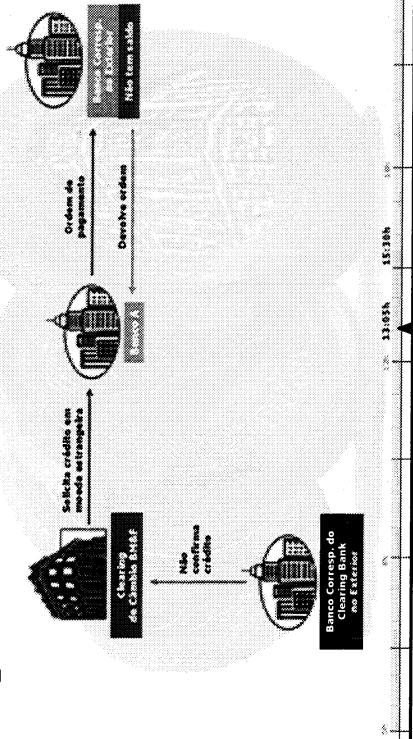 Banco Corresp.
no Exterior
Não tem saldo
Ordem de
pagamento
Devolve ordem
Banco A
Solicita crédito em
moeda estrangeira
Clearing
de Câmbio BM&F
Não
confirma
crédito
Banco Corresp. do
Clearing Bank
no Exterior
12h
13:05h
15:30h